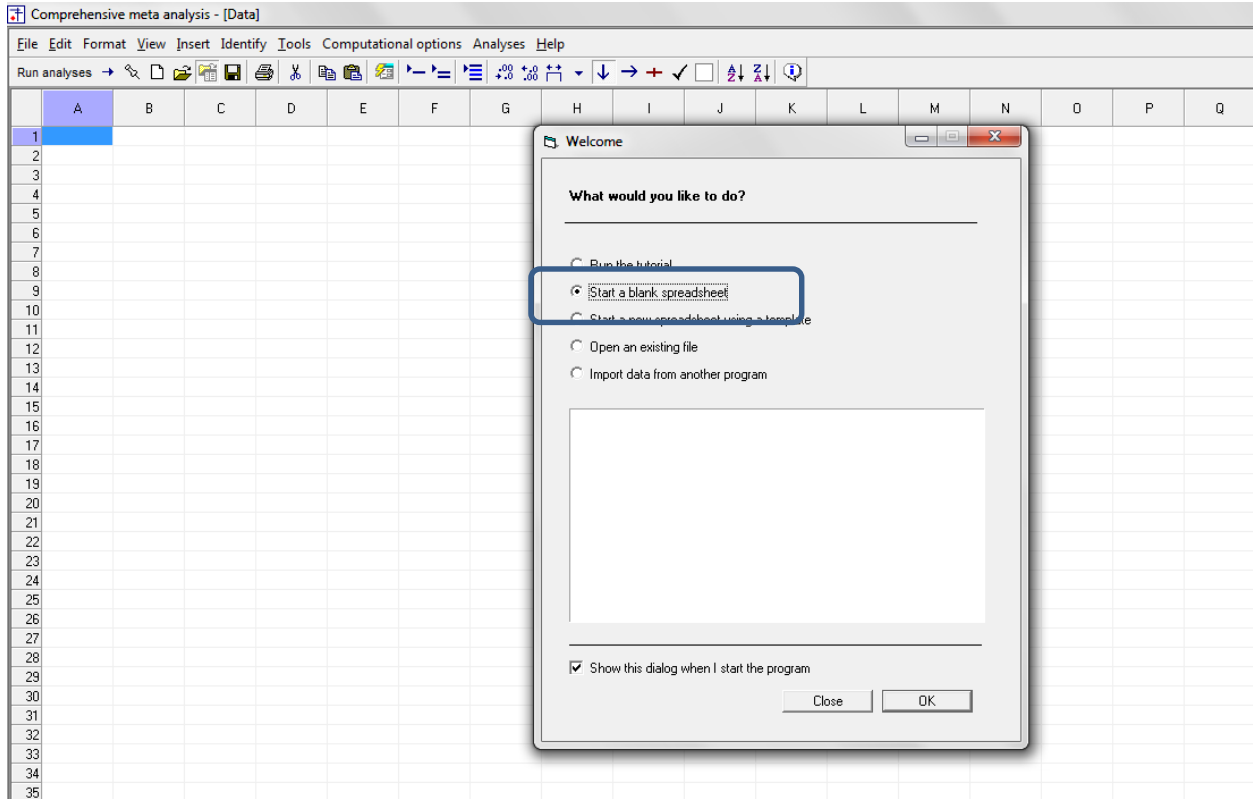 Comprehensive meta analysis - [Data]
File Edit Format View Insert Identify Tools Computational options Analyses Help
Run analyses
A B C D E F G H I J K L M N O P Q
1
2
3
4
5
6
7
8
9
10
11
12
13
14
15
16
17
18
19
20
21
22
23
24
25
26
27
28
29
30
31
32
33
34
35
Welcome
What would you like to do?
Run the tutorial
Start a blank spreadsheet
Start a new spreadsheet using a template
Open an existing file
Import data from another program
Show this dialog when I start the program
Close OK